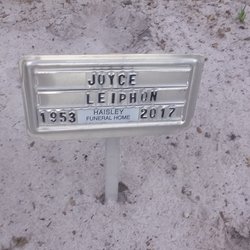 JOYCE
LEIPHON
1953 HAISLEY FUNERAL HOME 2017